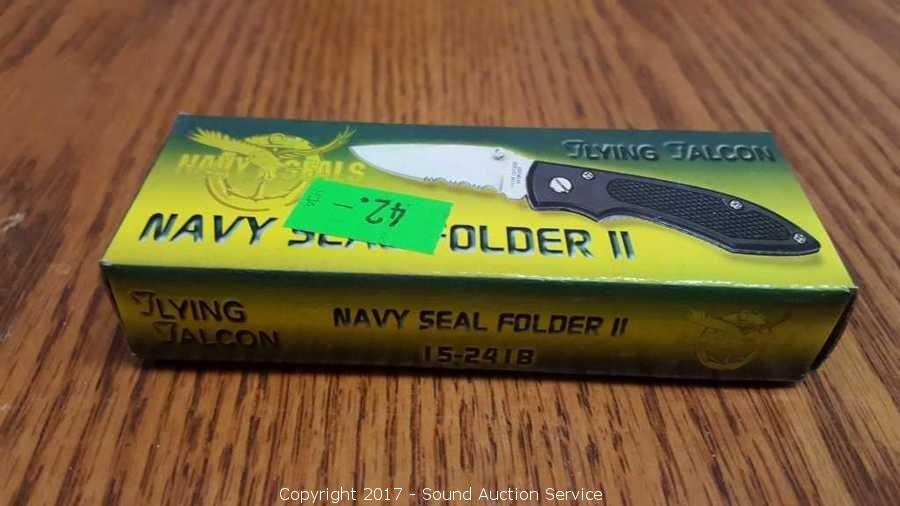 NAVY SEALS
FLYING FALCON
42.-
NAVY SEAL FOLDER II
FLYING
FALCON
NAVY SEAL FOLDER II
15-241B
Copyright 2017 - Sound Auction Service